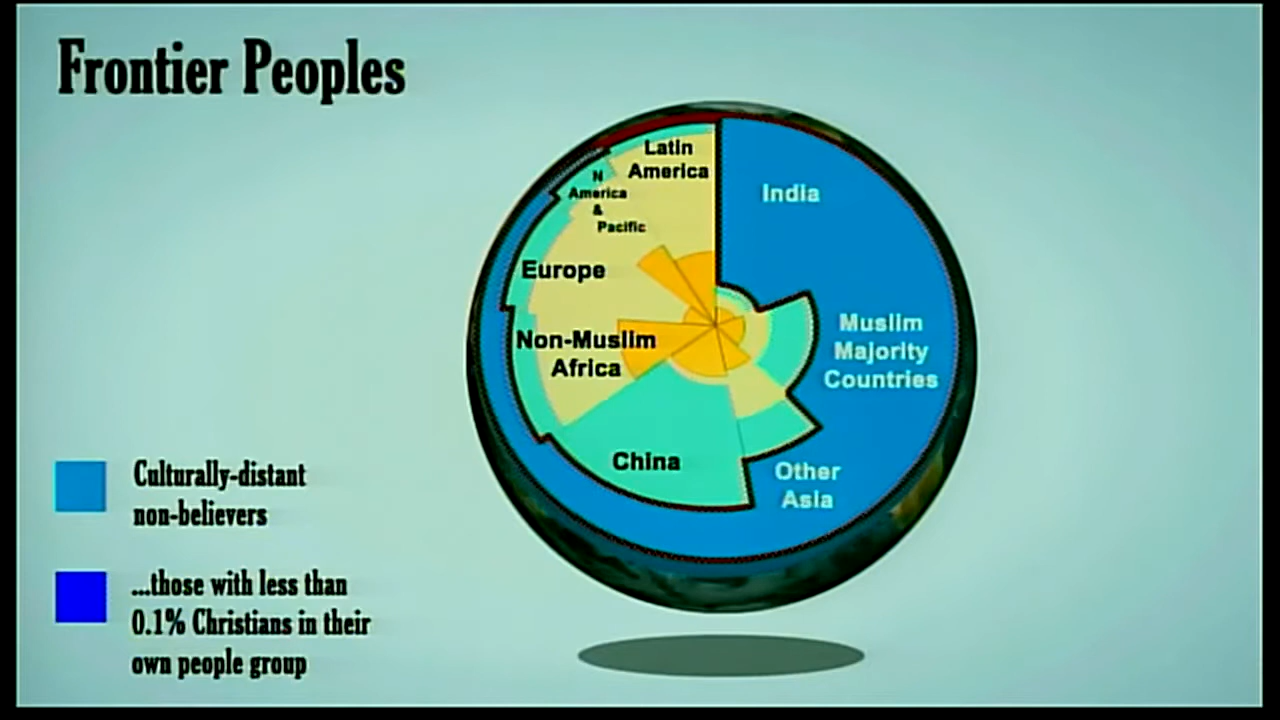 Frontier Peoples
Latin
America
N
America
&
Pacific
India
Europe
Non-Muslim
Africa
Muslim
Majority
Countries
China
Other
Asia
Culturally-distant
non-believers
...those with less than
0.1% Christians in their
own people group